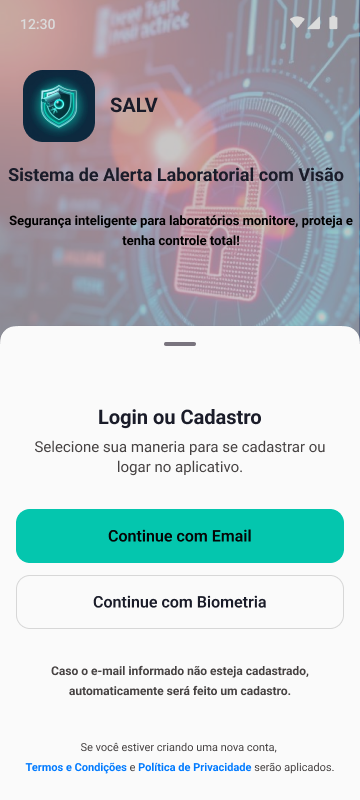 12:30
SALV
Sistema de Alerta Laboratorial com Visão
Segurança inteligente para laboratórios monitore, proteja e
tenha controle total!
Login ou Cadastro
Selecione sua maneria para se cadastrar ou
logar no aplicativo.
Continue com Email
Continue com Biometria
Caso o e-mail informado não esteja cadastrado,
automaticamente será feito um cadastro.
Se você estiver criando uma nova conta,
Termos e Condições e Política de Privacidade serão aplicados.